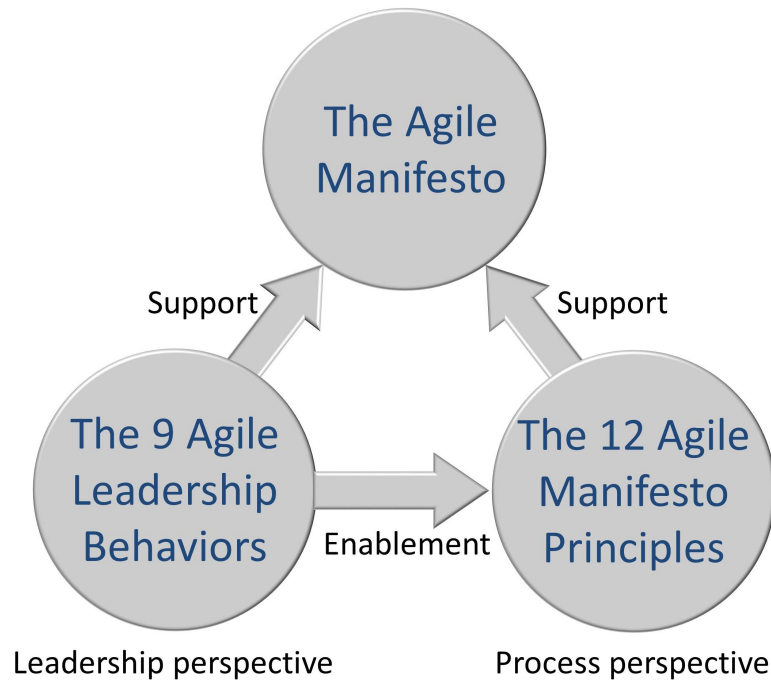 The Agile
Manifesto
Support
Support
The 9 Agile
Leadership
Behaviors
The 12 Agile
Manifesto
Principles
Enablement
Leadership perspective
Process perspective